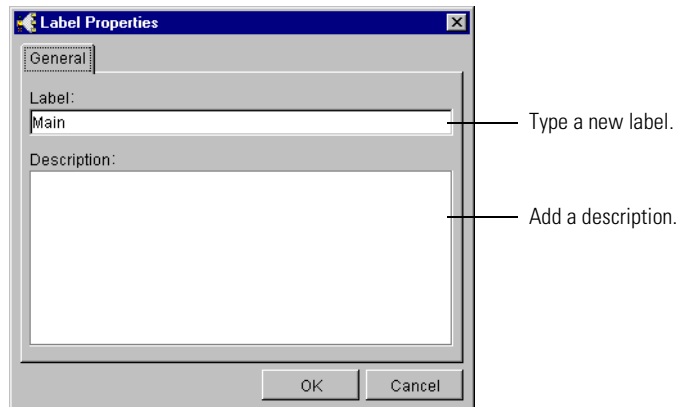 Label Properties
General
Label:
Main
Type a new label.
Description:
Add a description.
OK
Cancel